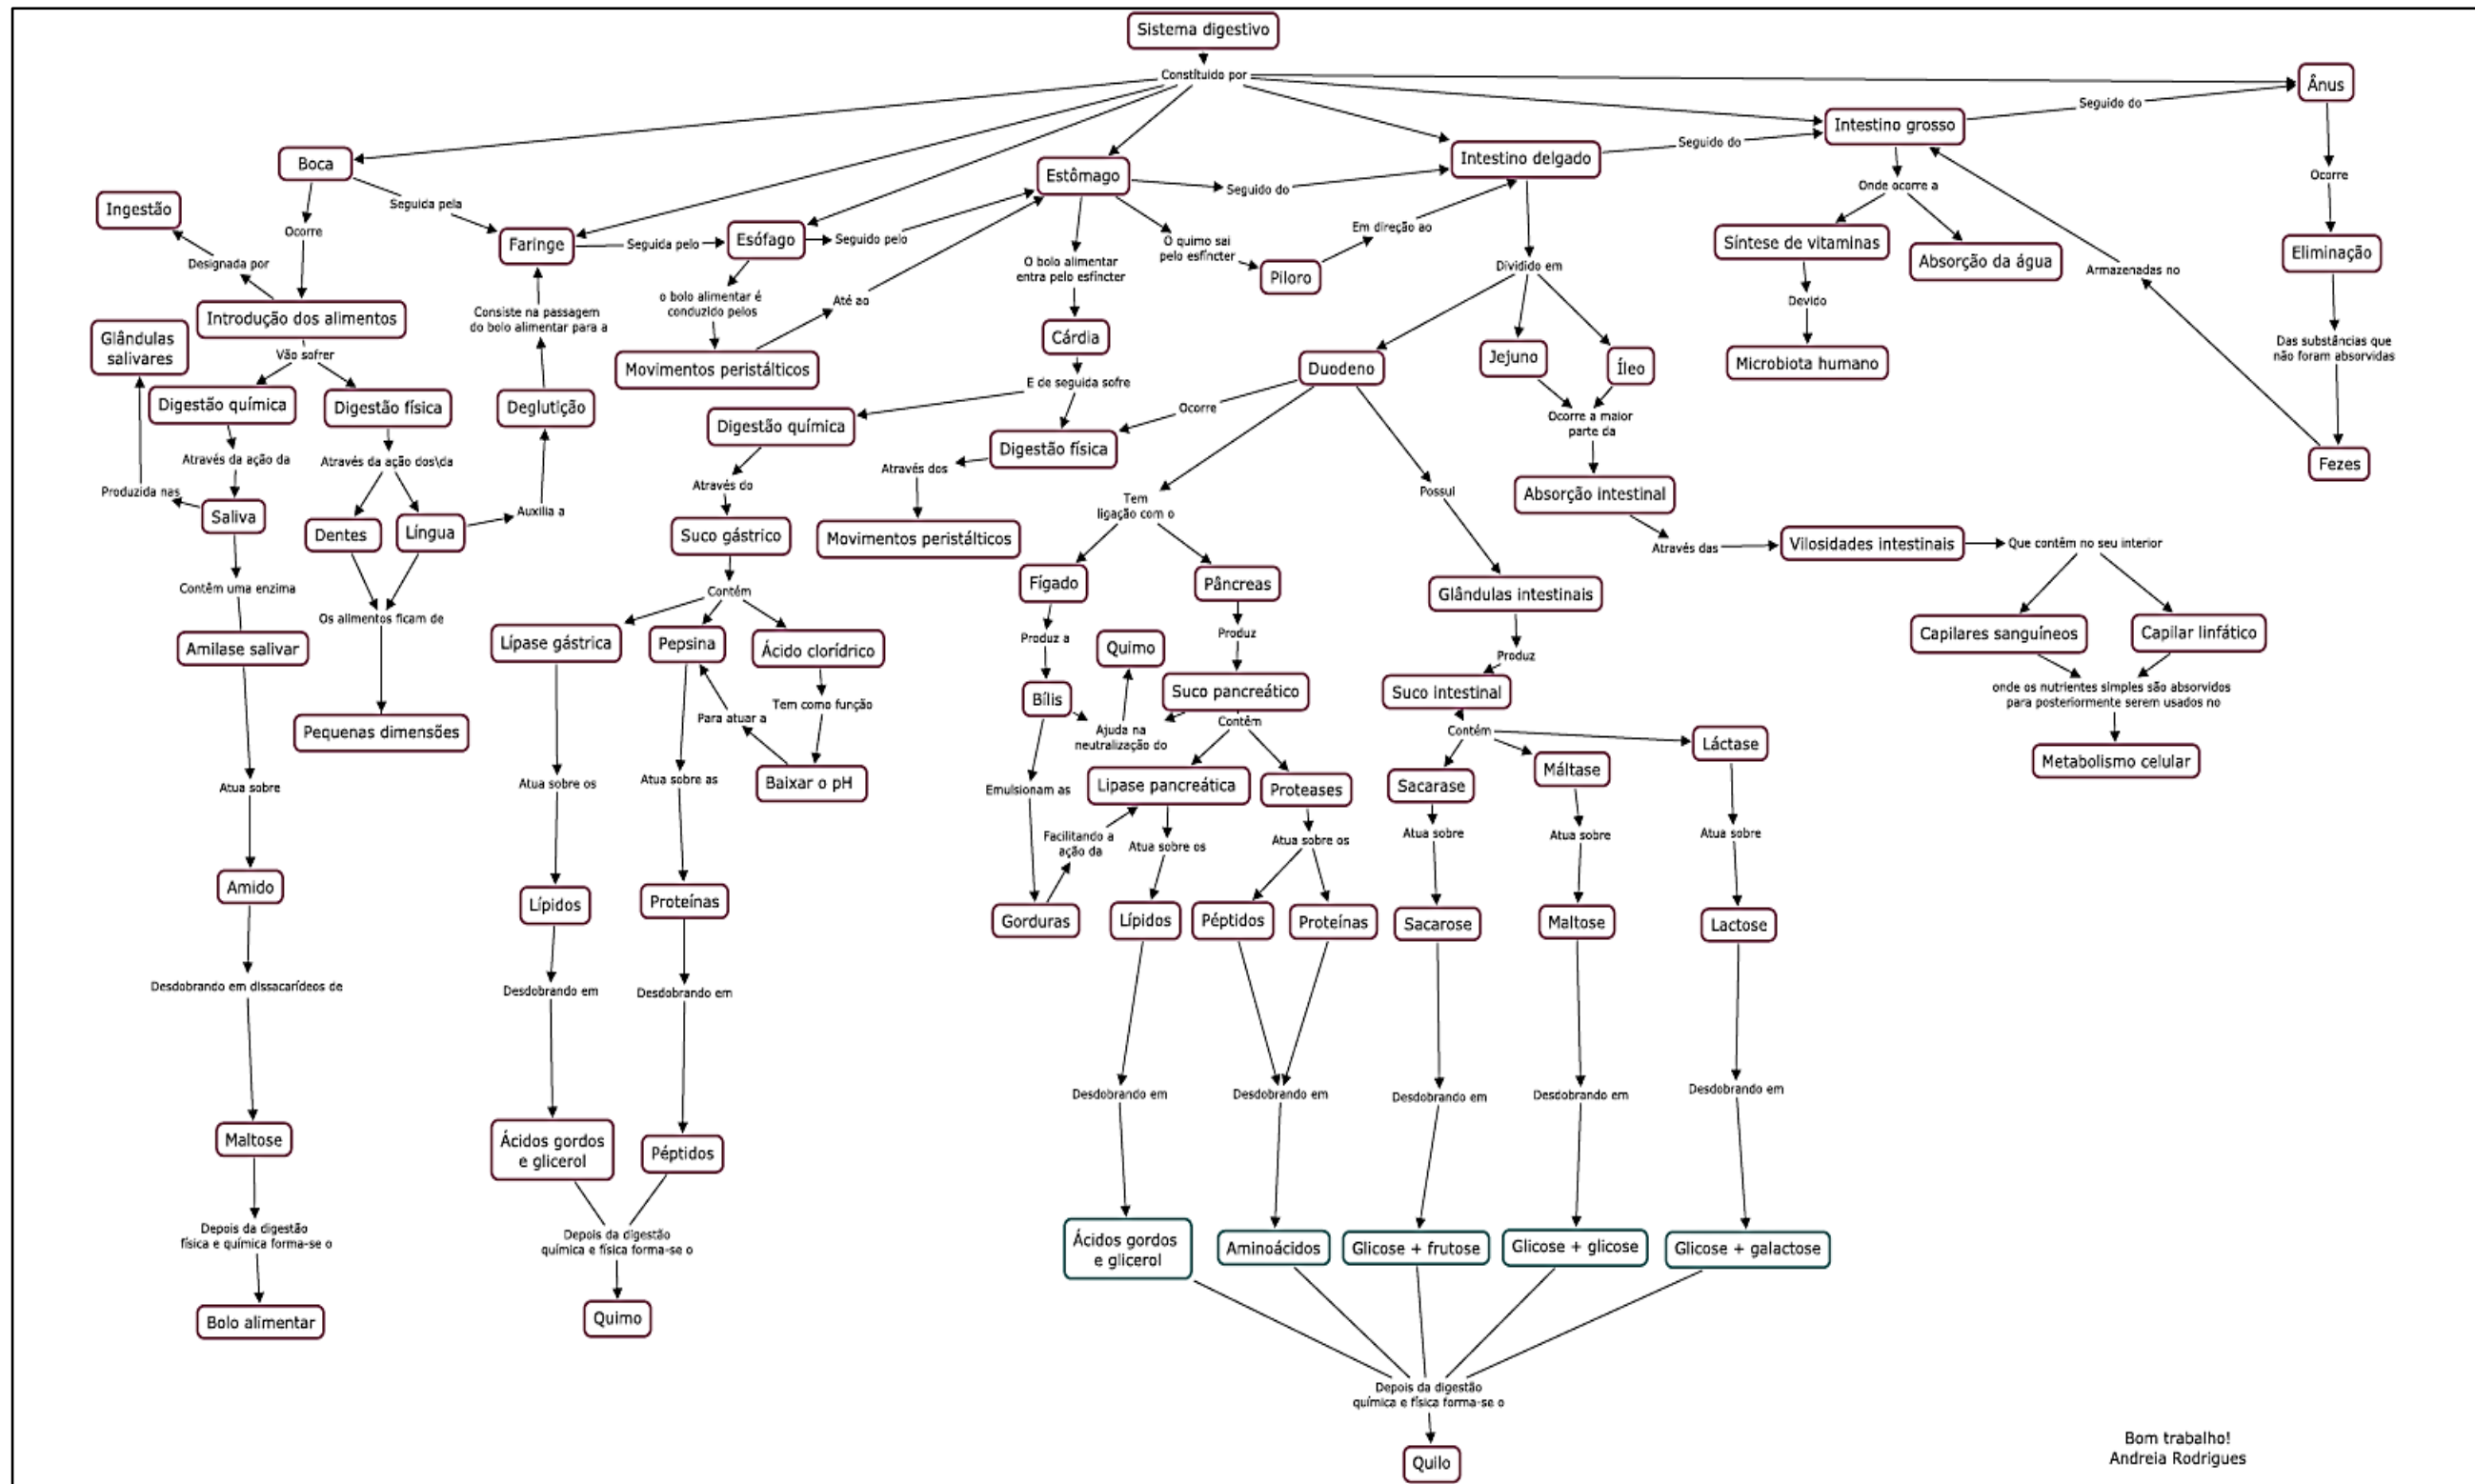 Sistema digestivo
Constituido por
Boca
Ocorre
Seguida pela
Ingestão
Designada por
Introdução dos alimentos
Vão sofrer
Glândulas
salivares
Digestão química
Digestão física
Através da ação da
Através da ação dos\da
Produzida nas
Saliva
Dentes
Língua
Auxilia a
Deglutição
Consiste na passagem
do bolo alimentar para a
Contêm uma enzima
Os alimentos ficam de
Amilase salivar
Pequenas dimensões
Atua sobre
Amido
Desdobrando em dissacarídeos de
Maltose
Depois da digestão
física e química forma-se o
Bolo alimentar
Faringe
Seguida pelo
Esófago
Seguido pelo
o bolo alimentar é
conduzido pelos
Movimentos peristálticos
Até ao
Estômago
Seguido do
O bolo alimentar
entra pelo esfíncter
O quimo sai
pelo esfíncter
Piloro
Em direção ao
Cárdia
E de seguida sofre
Digestão química
Digestão física
Através dos
Movimentos peristálticos
Através do
Suco gástrico
Contém
Lípase gástrica
Pepsina
Ácido clorídrico
Tem como função
Para atuar a
Baixar o pH
Atua sobre os
Atua sobre as
Lípidos
Proteínas
Desdobrando em
Desdobrando em
Ácidos gordos
e glicerol
Péptidos
Depois da digestão
química e física forma-se o
Quimo
Intestino delgado
Seguido do
Dividido em
Duodeno
Jejuno
Íleo
Ocorre
Ocorre a maior
parte da
Absorção intestinal
Através das
Vilosidades intestinais
Que contêm no seu interior
Capilares sanguíneos
Capilar linfático
onde os nutrientes simples são absorvidos
para posteriormente serem usados no
Metabolismo celular
Tem
ligação com o
Possui
Fígado
Pâncreas
Glândulas intestinais
Produz a
Produz
Produz
Quimo
Bílis
Suco pancreático
Suco intestinal
Ajuda na
neutralização do
Contêm
Contém
Emulsionam as
Lipase pancreática
Proteases
Sacarase
Máltase
Láctase
Facilitando a
ação da
Atua sobre os
Atua sobre os
Atua sobre
Atua sobre
Atua sobre
Gorduras
Lípidos
Péptidos
Proteínas
Sacarose
Maltose
Lactose
Desdobrando em
Desdobrando em
Desdobrando em
Desdobrando em
Desdobrando em
Ácidos gordos
e glicerol
Aminoácidos
Glicose + frutose
Glicose + glicose
Glicose + galactose
Depois da digestão
química e física forma-se o
Quilo
Intestino grosso
Seguido do
Onde ocorre a
Síntese de vitaminas
Absorção da água
Devido
Microbiota humano
Ânus
Ocorre
Eliminação
Das substâncias que
não foram absorvidas
Fezes
Armazenadas no
Bom trabalho!
Andreia Rodrigues